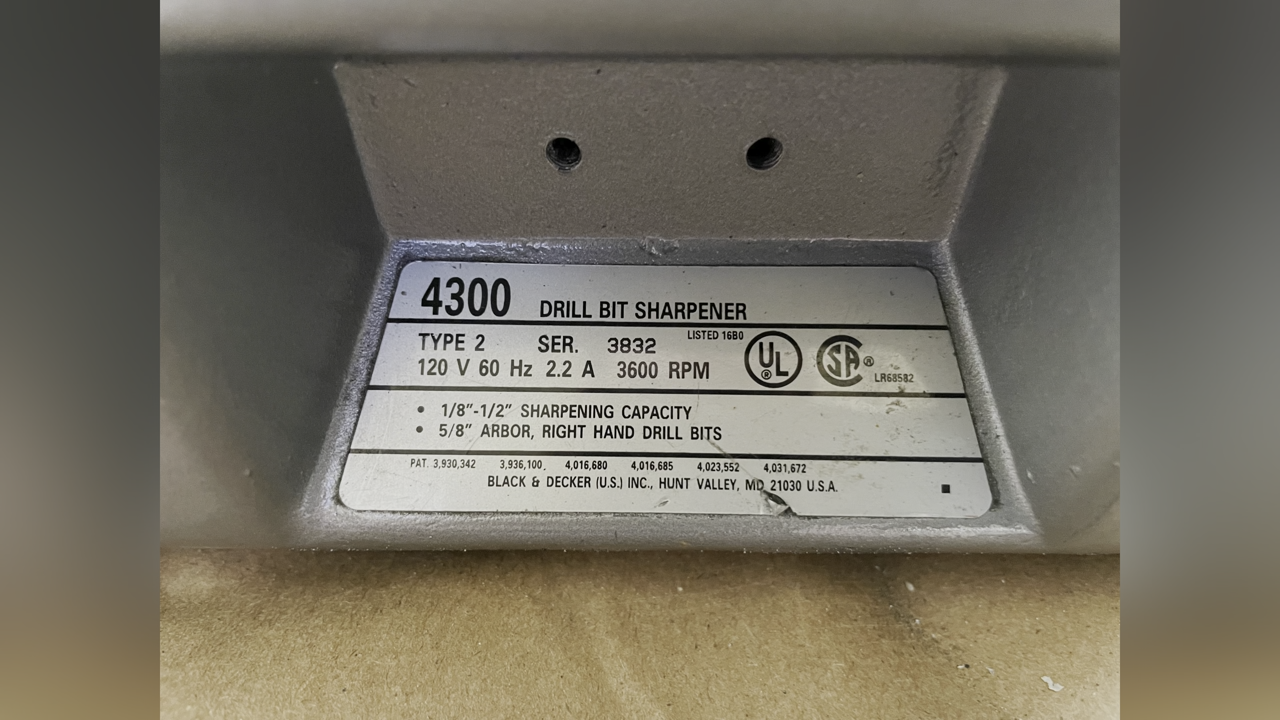 4300 DRILL BIT SHARPENER
LISTED 16B0
TYPE 2 SER. 3832
120 V 60 Hz 2.2 A 3600 RPM
UL ®
SA ®
LR68582
• 1/8"-1/2" SHARPENING CAPACITY
• 5/8" ARBOR, RIGHT HAND DRILL BITS
PAT. 3,930,342 3,936,100 4,016,680 4,016,685 4,023,552 4,031,672
BLACK & DECKER (U.S.) INC., HUNT VALLEY, MD 21030 U.S.A.